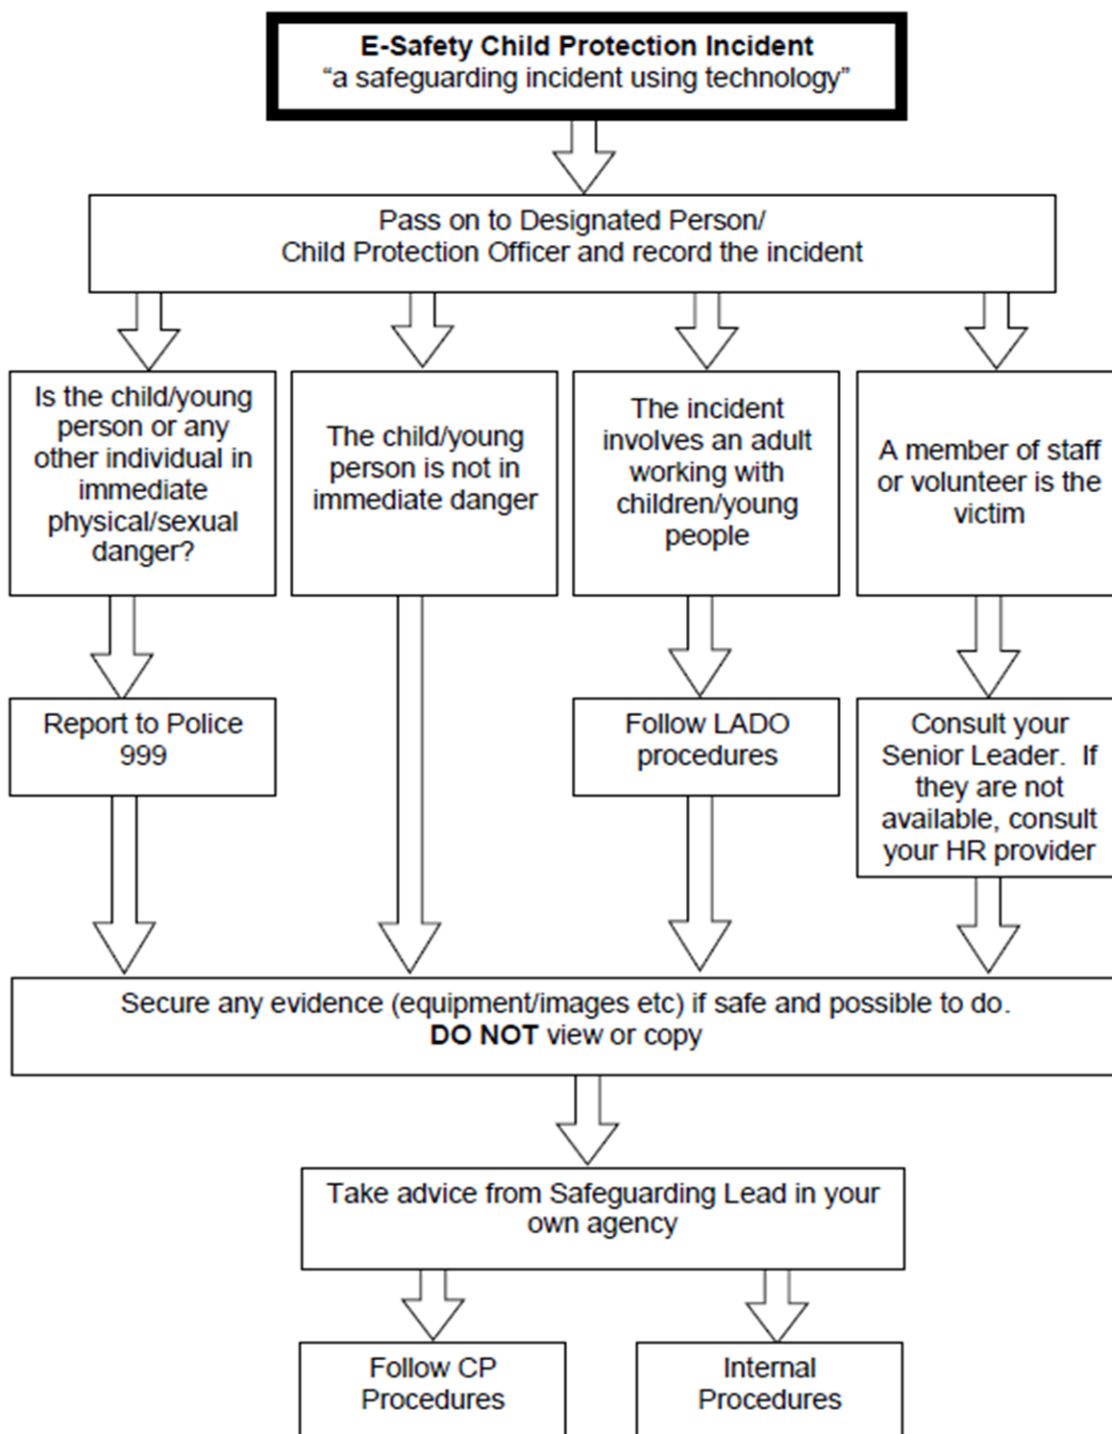 E-Safety Child Protection Incident
“a safeguarding incident using technology”
Pass on to Designated Person/
Child Protection Officer and record the incident
Is the child/young
person or any
other individual in
immediate
physical/sexual
danger?
The child/young
person is not in
immediate danger
The incident
involves an adult
working with
children/young
people
A member of staff
or volunteer is the
victim
Report to Police
999
Follow LADO
procedures
Consult your
Senior Leader.  If
they are not
available, consult
your HR provider
Secure any evidence (equipment/images etc) if safe and possible to do.
DO NOT view or copy
Take advice from Safeguarding Lead in your
own agency
Follow CP
Procedures
Internal
Procedures